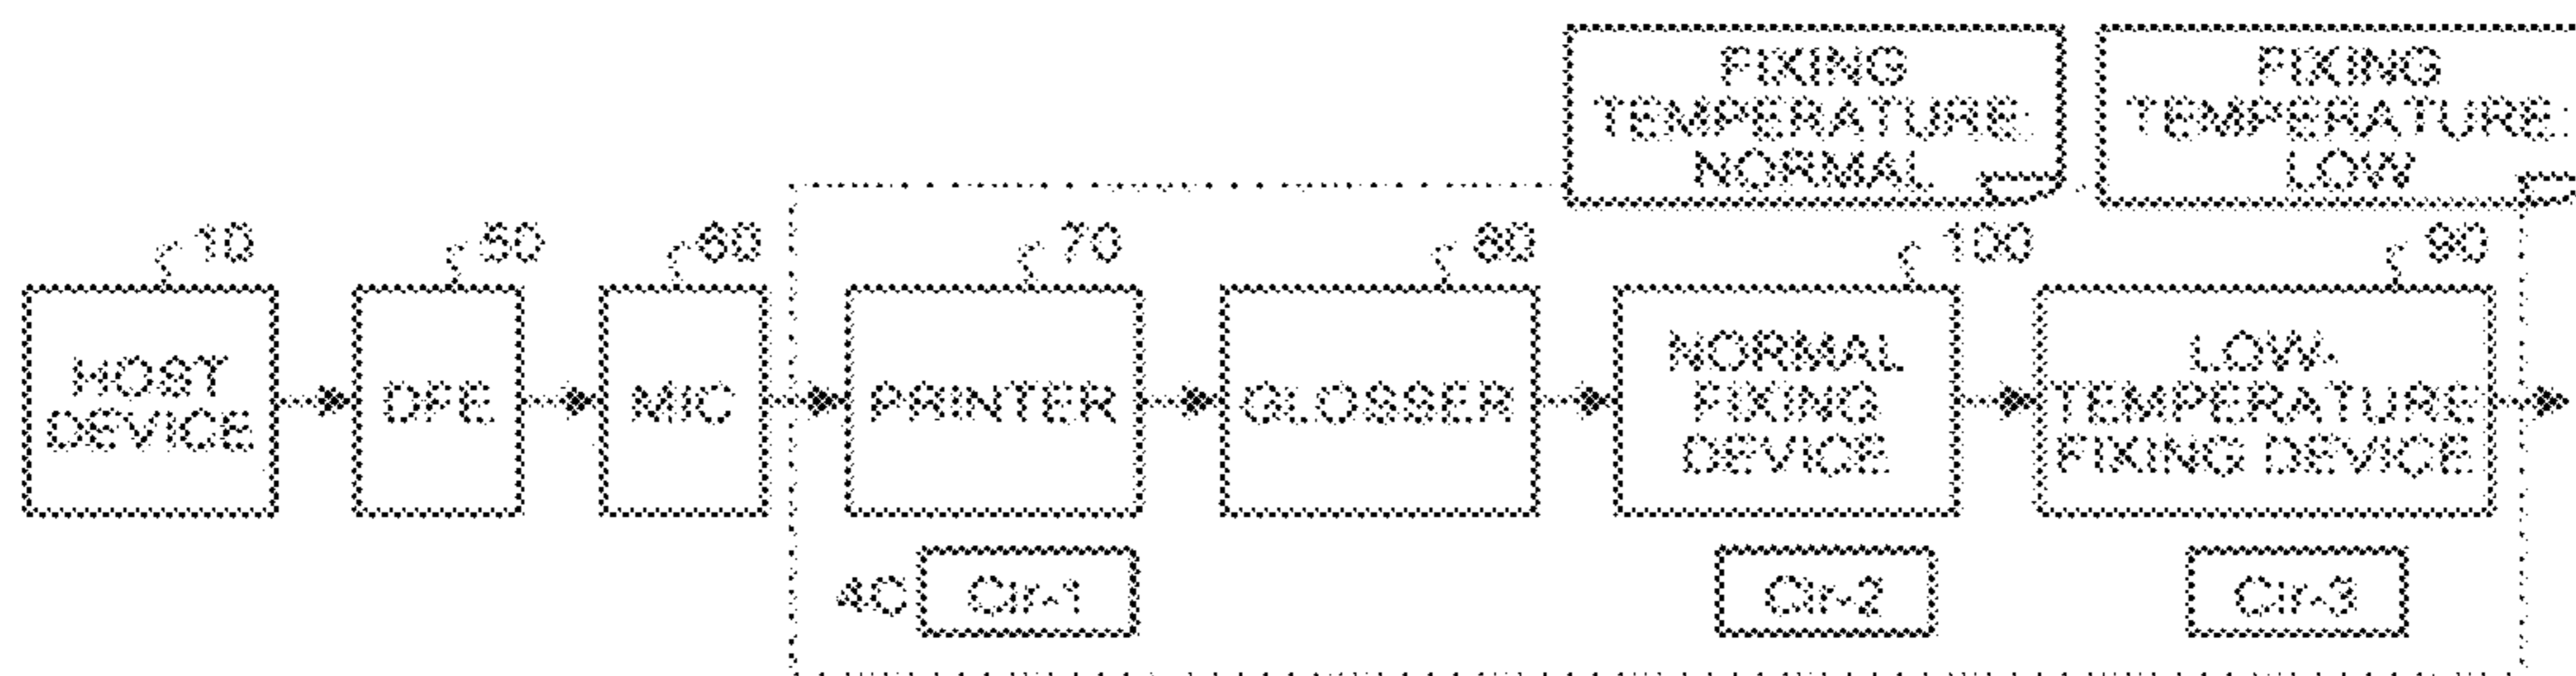 FIXING
TEMPERATURE:
NORMAL
FIXING
TEMPERATURE:
LOW
10
50
60
70
80
100
90
HOST
DEVICE
DFE
MIC
PRINTER
GLOSSER
NORMAL
FIXING
DEVICE
LOW-
TEMPERATURE
FIXING DEVICE
4C
Clr-1
Clr-2
Clr-3